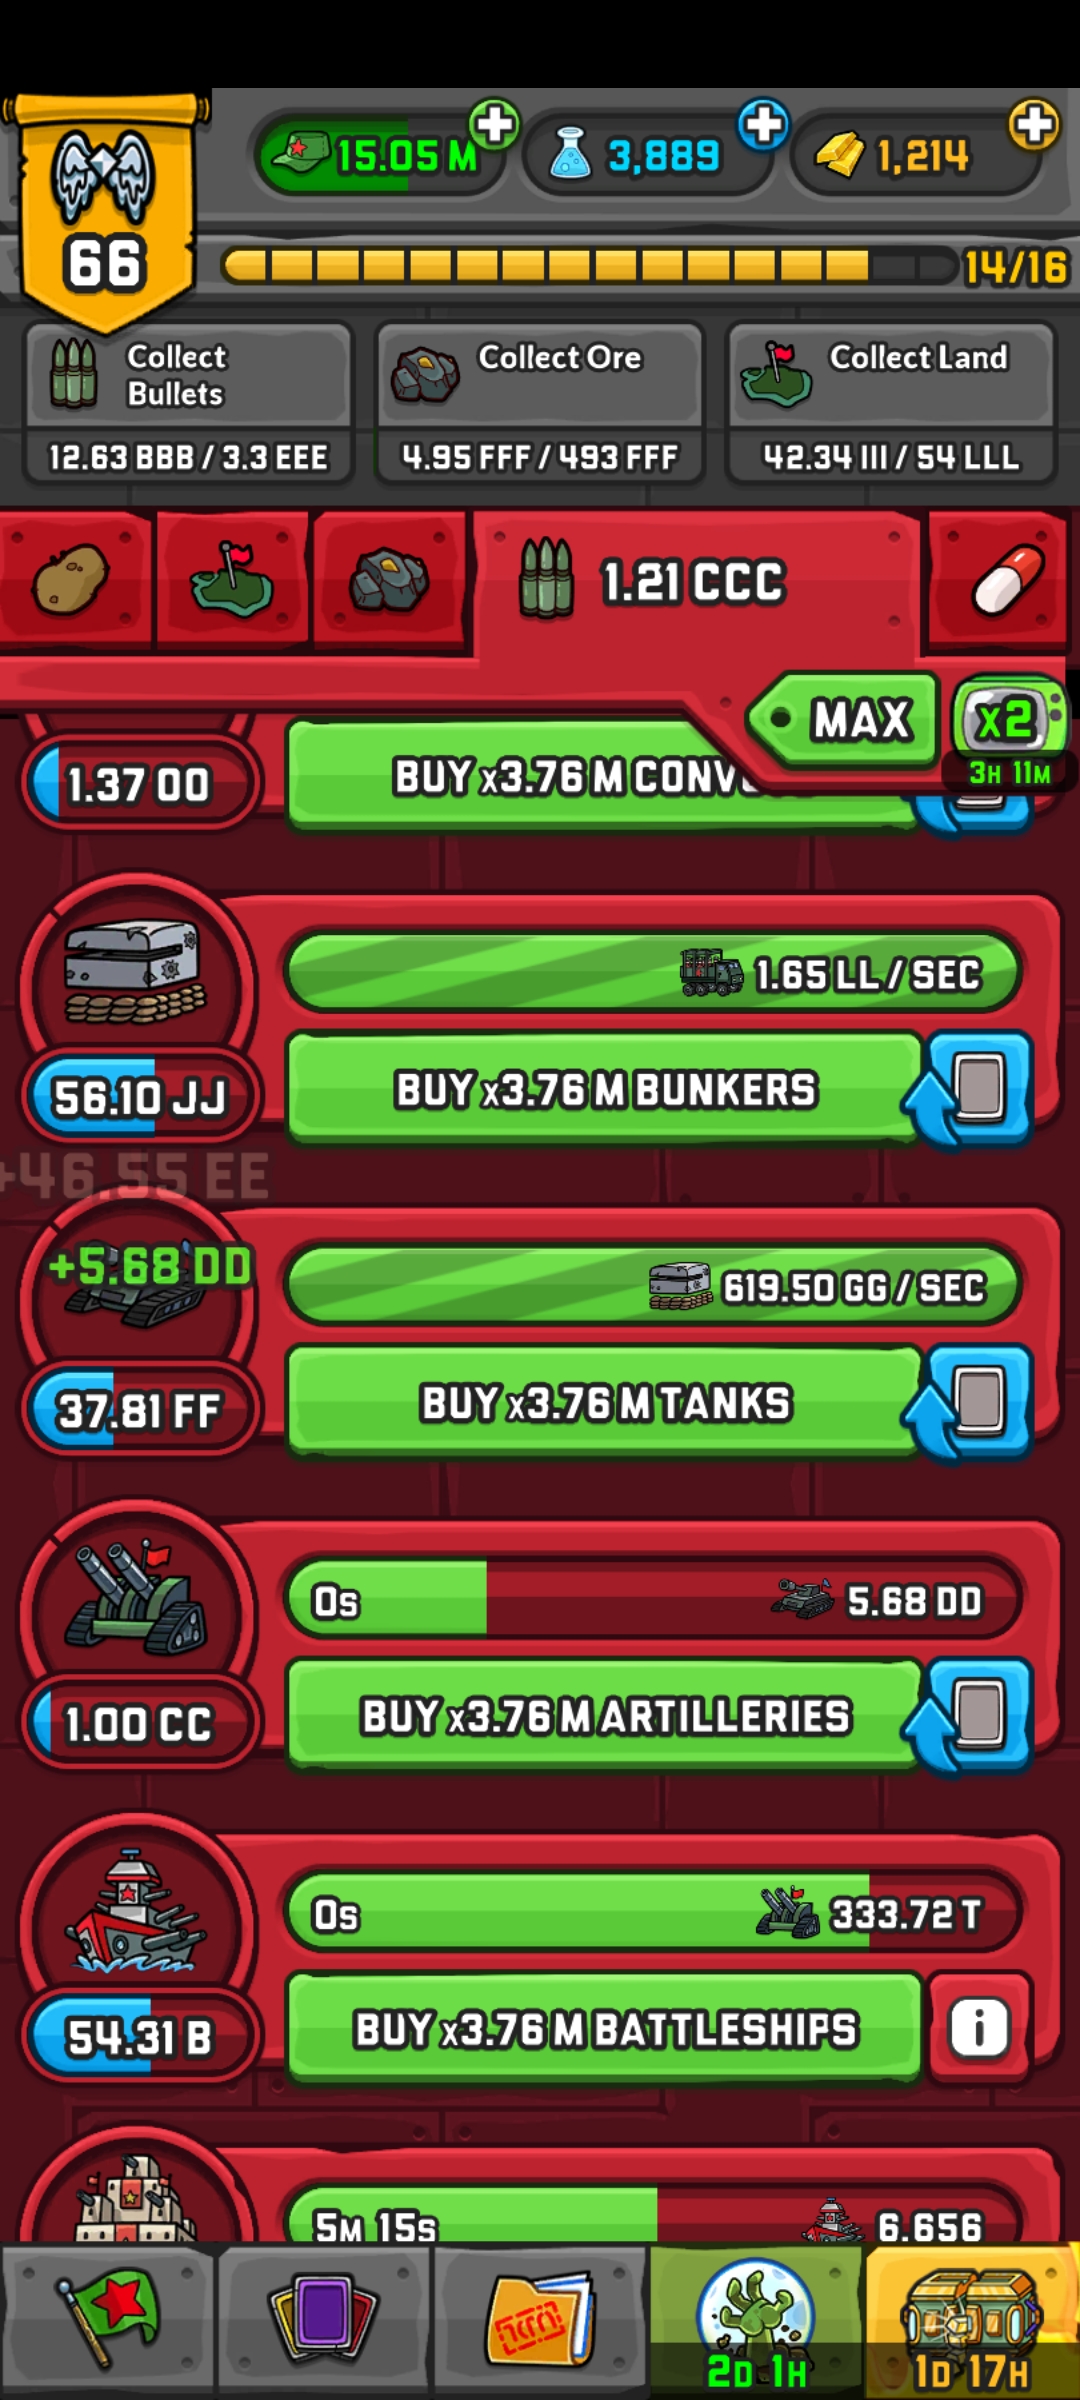 15.05 M
3,889
1,214
66
14/16
Collect
Bullets
Collect Ore
Collect Land
12.63 BBB / 3.3 EEE
4.95 FFF / 493 FFF
42.34 III / 54 LLL
1.21 CCC
MAX
x2
3H 11M
1.37 OO
BUY x3.76 M
1.65 LL / SEC
56.10 JJ
BUY x3.76 M BUNKERS
+46.55 EE
+5.68 DD
619.50 GG / SEC
37.81 FF
BUY x3.76 M TANKS
0s
5.68 DD
1.00 CC
BUY x3.76 M ARTILLERIES
0s
333.72 T
54.31 B
BUY x3.76 M BATTLESHIPS
i
5M 15s
6.656
2D 1H
1D 17H